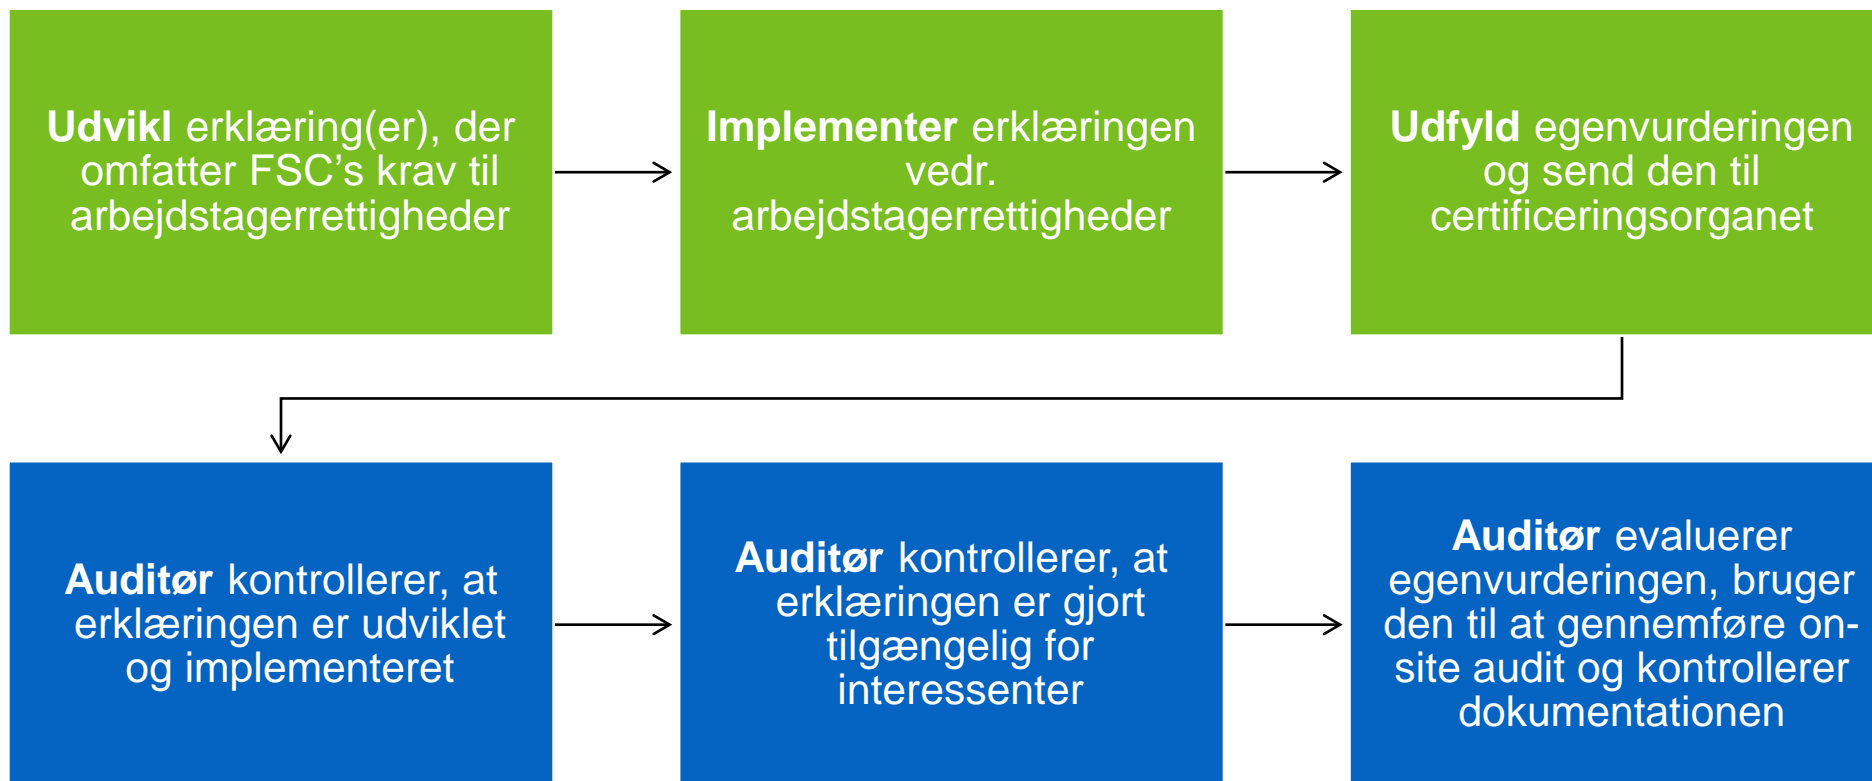 Udvikl erklæring(er), der
omfatter FSC’s krav til
arbejdstagerrettigheder
Implementer erklæringen
vedr.
arbejdstagerrettigheder
Udfyld egenvurderingen
og send den til
certificeringsorganet
Auditør kontrollerer, at
erklæringen er udviklet
og implementeret
Auditør kontrollerer, at
erklæringen er gjort
tilgængelig for
interessenter
Auditør evaluerer
egenvurderingen, bruger
den til at gennemføre on-
site audit og kontrollerer
dokumentationen